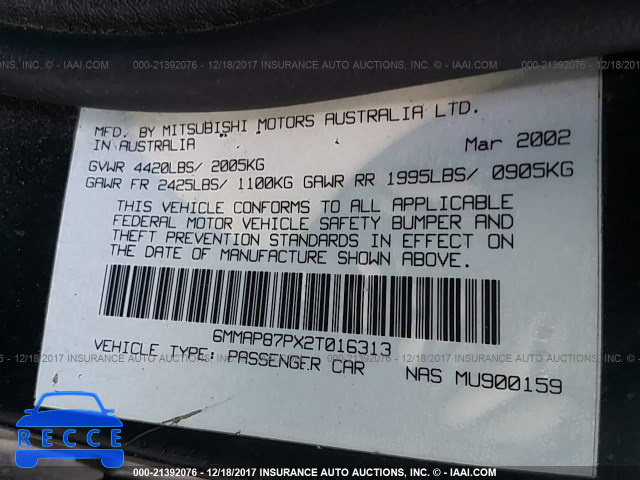 000-21392076 - 12/18/2017 INSURANCE AUTO AUCTIONS, INC. - © IAAI.COM
MFD. BY MITSUBISHI MOTORS AUSTRALIA LTD.
IN AUSTRALIA
Mar 2002
GVWR 4420LBS/ 2005KG
GAWR FR 2425LBS/ 1100KG GAWR RR 1995LBS/ 0905KG
THIS VEHICLE CONFORMS TO ALL APPLICABLE
FEDERAL MOTOR VEHICLE SAFETY BUMPER AND
THEFT PREVENTION STANDARDS IN EFFECT ON
THE DATE OF MANUFACTURE SHOWN ABOVE.
6MMAP87PX2T016313
VEHICLE TYPE: PASSENGER CAR
NAS MU900159
RECCE
000-21392076 - 12/18/2017 INSURANCE AUTO AUCTIONS, INC. - © IAAI.COM